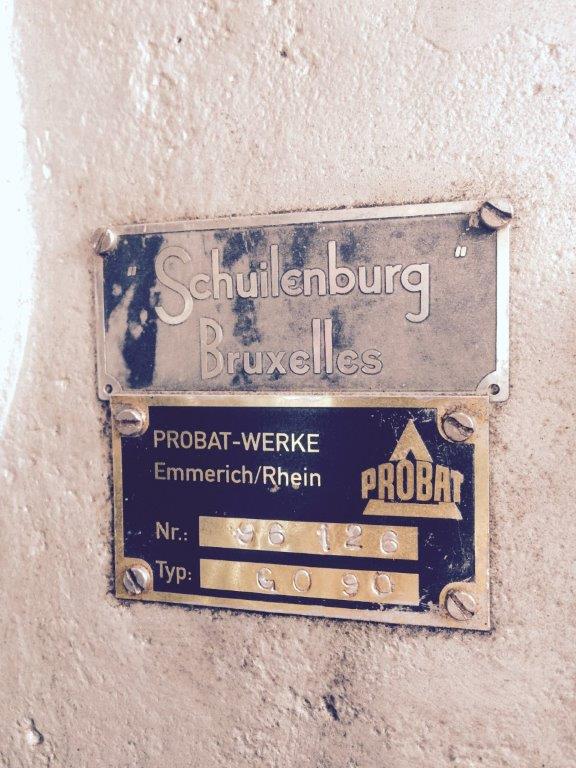 "Schuilenburg"
Bruxelles
PROBAT-WERKE
Emmerich/Rhein
PROBAT
Nr.: 96 126
Typ: GO 90